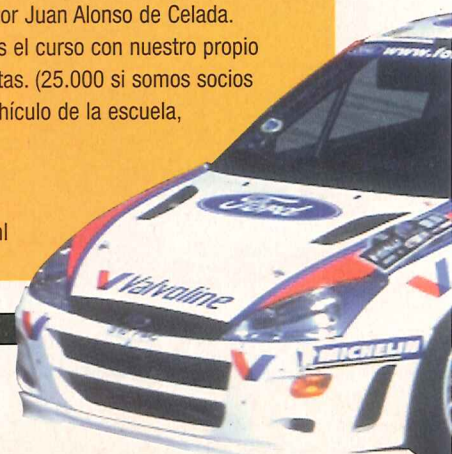 or Juan Alonso de Celada.
s el curso con nuestro propio
tas. (25.000 si somos socios
hículo de la escuela,
al
www.fo
Ford
Valvoline
MICHELIN